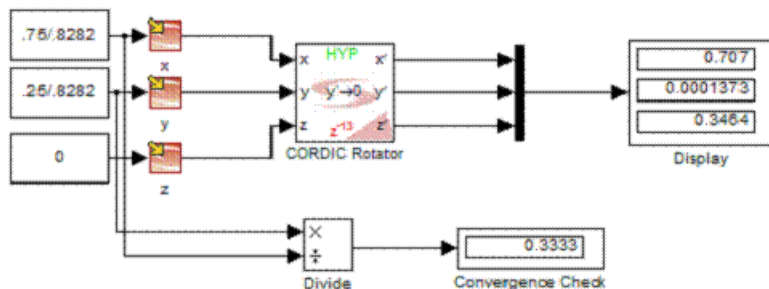 .75/.8282
x
HYP
x
x'
0.707
.25/.8282
y
y
y'→0
y'
0.0001373
0
z
z
z⁻¹³
z'
0.3464
CORDIC Rotator
Display
×
÷
Divide
0.3333
Convergence Check